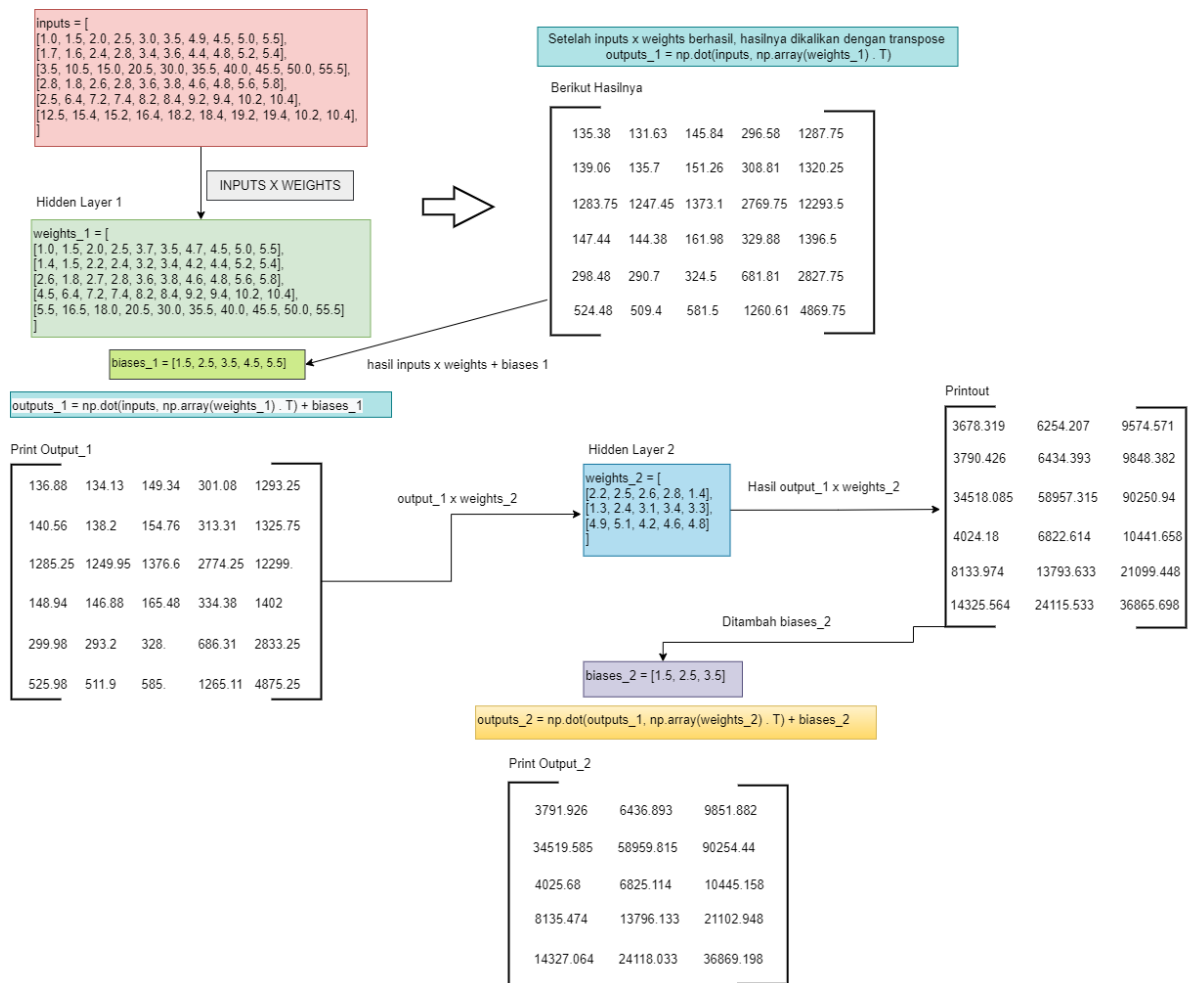 inputs = [
[1.0, 1.5, 2.0, 2.5, 3.0, 3.5, 4.9, 4.5, 5.0, 5.5],
[1.7, 1.6, 2.4, 2.8, 3.4, 3.6, 4.4, 4.8, 5.2, 5.4],
[3.5, 10.5, 15.0, 20.5, 30.0, 35.5, 40.0, 45.5, 50.0, 55.5],
[2.8, 1.8, 2.6, 2.8, 3.6, 3.8, 4.6, 4.8, 5.6, 5.8],
[2.5, 6.4, 7.2, 7.4, 8.2, 8.4, 9.2, 9.4, 10.2, 10.4],
[12.5, 15.4, 15.2, 16.4, 18.2, 18.4, 19.2, 19.4, 10.2, 10.4],
]
INPUTS X WEIGHTS
Hidden Layer 1
weights_1 = [
[1.0, 1.5, 2.0, 2.5, 3.7, 3.5, 4.7, 4.5, 5.0, 5.5],
[1.4, 1.5, 2.2, 2.4, 3.2, 3.4, 4.2, 4.4, 5.2, 5.4],
[2.6, 1.8, 2.7, 2.8, 3.6, 3.8, 4.6, 4.8, 5.6, 5.8],
[4.5, 6.4, 7.2, 7.4, 8.2, 8.4, 9.2, 9.4, 10.2, 10.4],
[5.5, 16.5, 18.0, 20.5, 30.0, 35.5, 40.0, 45.5, 50.0, 55.5]
]
Setelah inputs x weights berhasil, hasilnya dikalikan dengan transpose
outputs_1 = np.dot(inputs, np.array(weights_1) . T)
Berikut Hasilnya
135.38 131.63 145.84 296.58 1287.75
139.06 135.7 151.26 308.81 1320.25
1283.75 1247.45 1373.1 2769.75 12293.5
147.44 144.38 161.98 329.88 1396.5
298.48 290.7 324.5 681.81 2827.75
524.48 509.4 581.5 1260.61 4869.75
biases_1 = [1.5, 2.5, 3.5, 4.5, 5.5]
hasil inputs x weights + biases 1
outputs_1 = np.dot(inputs, np.array(weights_1) . T) + biases_1
Print Output_1
136.88 134.13 149.34 301.08 1293.25
140.56 138.2 154.76 313.31 1325.75
1285.25 1249.95 1376.6 2774.25 12299.
148.94 146.88 165.48 334.38 1402
299.98 293.2 328. 686.31 2833.25
525.98 511.9 585. 1265.11 4875.25
output_1 x weights_2
Hidden Layer 2
weights_2 = [
[2.2, 2.5, 2.6, 2.8, 1.4],
[1.3, 2.4, 3.1, 3.4, 3.3],
[4.9, 5.1, 4.2, 4.6, 4.8]
]
Hasil output_1 x weights_2
Printout
3678.319 6254.207 9574.571
3790.426 6434.393 9848.382
34518.085 58957.315 90250.94
4024.18 6822.614 10441.658
8133.974 13793.633 21099.448
14325.564 24115.533 36865.698
Ditambah biases_2
biases_2 = [1.5, 2.5, 3.5]
outputs_2 = np.dot(outputs_1, np.array(weights_2) . T) + biases_2
Print Output_2
3791.926 6436.893 9851.882
34519.585 58959.815 90254.44
4025.68 6825.114 10445.158
8135.474 13796.133 21102.948
14327.064 24118.033 36869.198